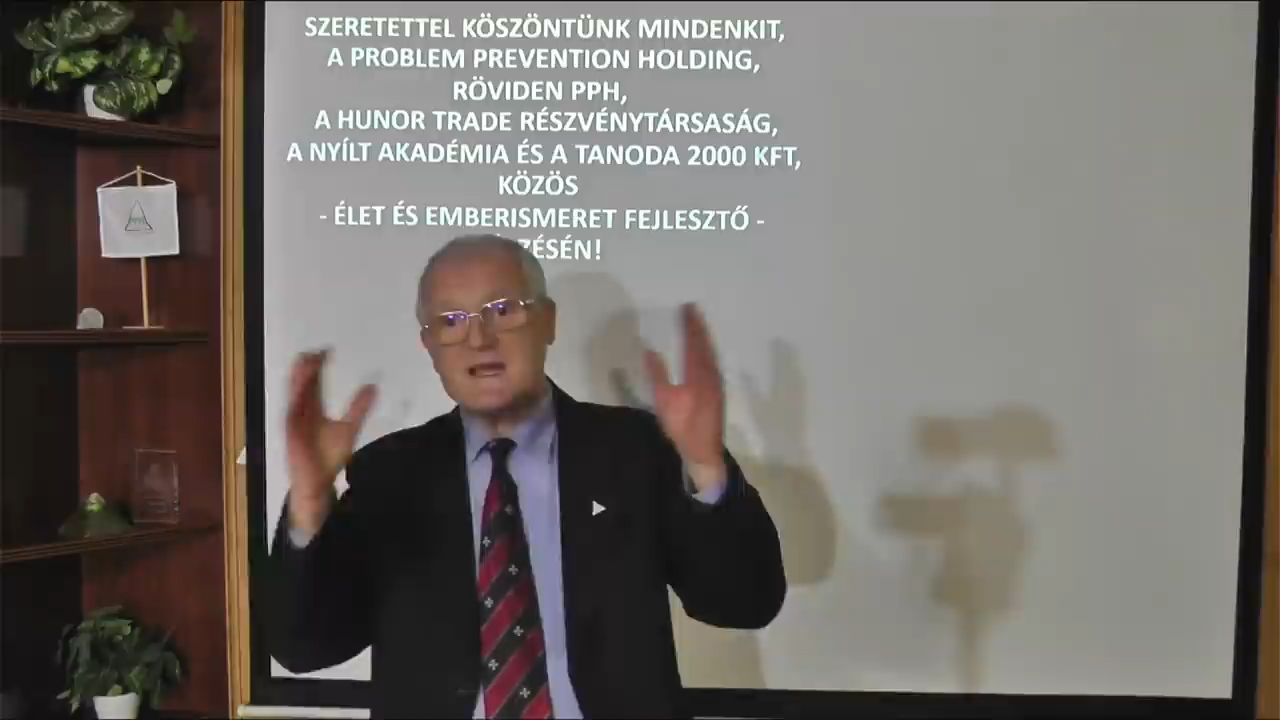 SZERETETTEL KÖSZÖNTÜNK MINDENKIT,
A PROBLEM PREVENTION HOLDING,
RÖVIDEN PPH,
A HUNOR TRADE RÉSZVÉNYTÁRSASÁG,
A NYÍLT AKADÉMIA ÉS A TANODA 2000 KFT,
KÖZÖS
- ÉLET ÉS EMBERISMERET FEJLESZTŐ -
ZÉSÉN!
PPH